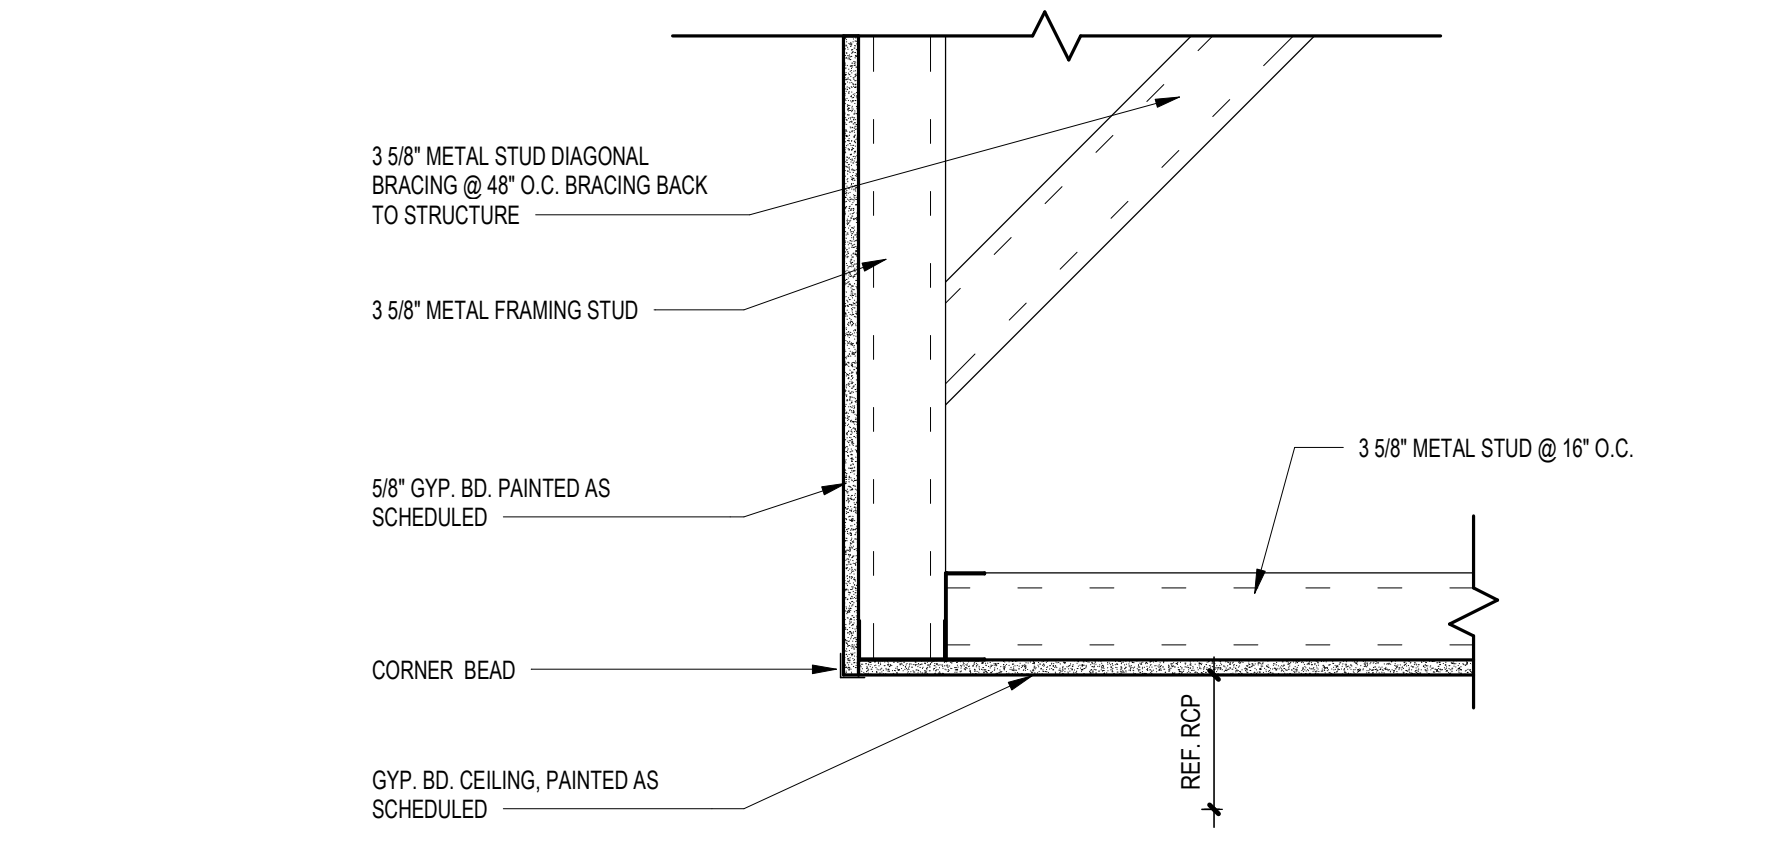 3 5/8" METAL STUD DIAGONAL
BRACING @ 48" O.C. BRACING BACK
TO STRUCTURE
3 5/8" METAL FRAMING STUD
3 5/8" METAL STUD @ 16" O.C.
5/8" GYP. BD. PAINTED AS
SCHEDULED
CORNER BEAD
REF. RCP
GYP. BD. CEILING, PAINTED AS
SCHEDULED